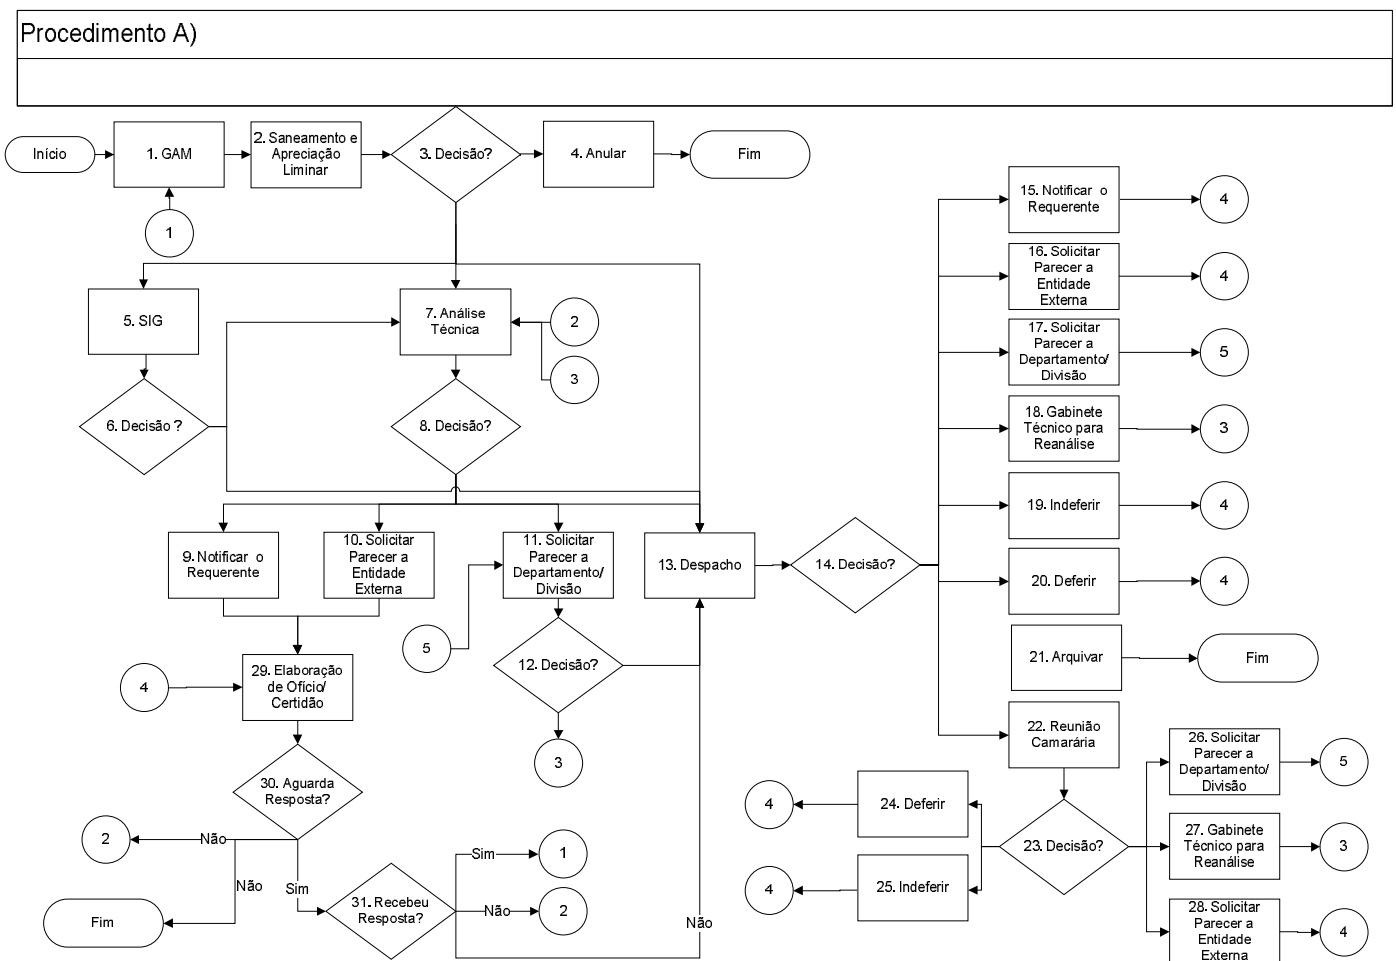 Procedimento A)
Início
1. GAM
2. Saneamento e
Apreciação
Liminar
3. Decisão?
4. Anular
Fim
1
5. SIG
7. Análise
Técnica
2
3
6. Decisão ?
8. Decisão?
9. Notificar o
Requerente
10. Solicitar
Parecer a
Entidade
Externa
11. Solicitar
Parecer a
Departamento/
Divisão
13. Despacho
14. Decisão?
5
12. Decisão?
3
4
29. Elaboração
de Ofício/
Certidão
30. Aguarda
Resposta?
2
Não
Não
Fim
Sim
31. Recebeu
Resposta?
Sim
1
Não
2
Não
15. Notificar o
Requerente
4
16. Solicitar
Parecer a
Entidade
Externa
4
17. Solicitar
Parecer a
Departamento/
Divisão
5
18. Gabinete
Técnico para
Reanálise
3
19. Indeferir
4
20. Deferir
4
21. Arquivar
Fim
22. Reunião
Camarária
23. Decisão?
24. Deferir
4
25. Indeferir
4
26. Solicitar
Parecer a
Departamento/
Divisão
5
27. Gabinete
Técnico para
Reanálise
3
28. Solicitar
Parecer a
Entidade
Externa
4